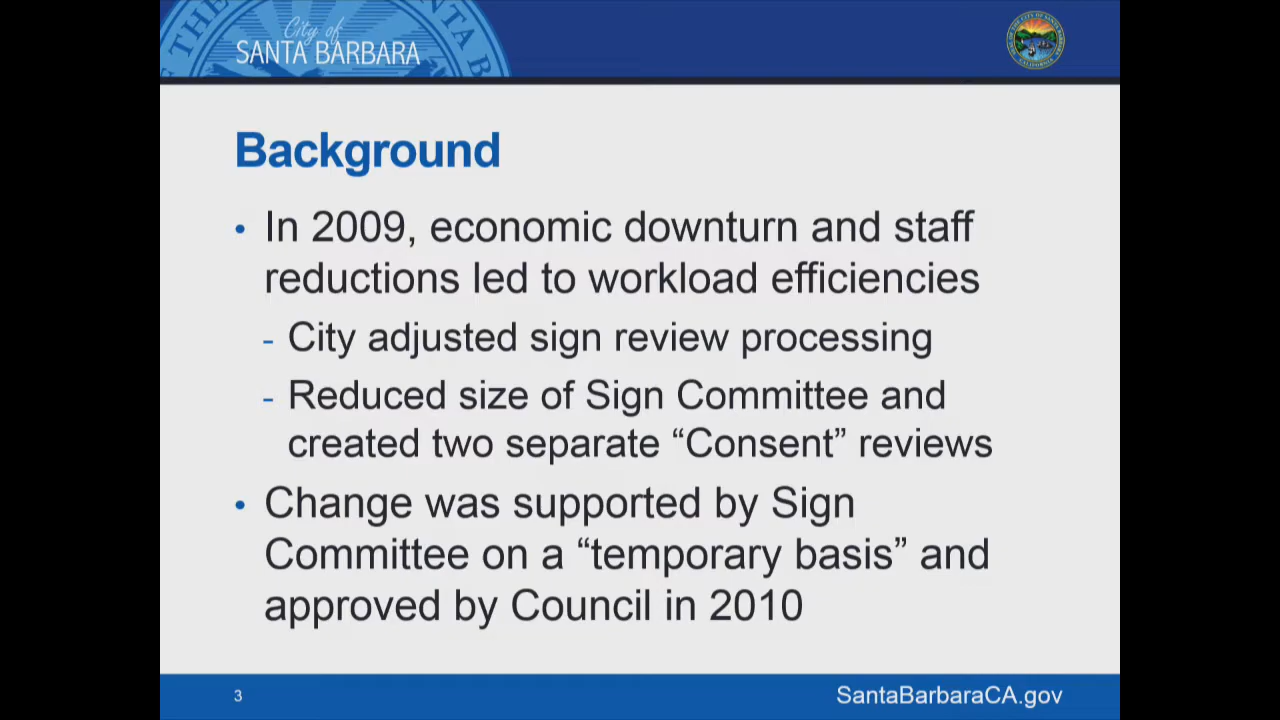 City of
SANTA BARBARA
Background
• In 2009, economic downturn and staff
reductions led to workload efficiencies
- City adjusted sign review processing
- Reduced size of Sign Committee and
created two separate “Consent” reviews
• Change was supported by Sign
Committee on a “temporary basis” and
approved by Council in 2010
3
SantaBarbaraCA.gov